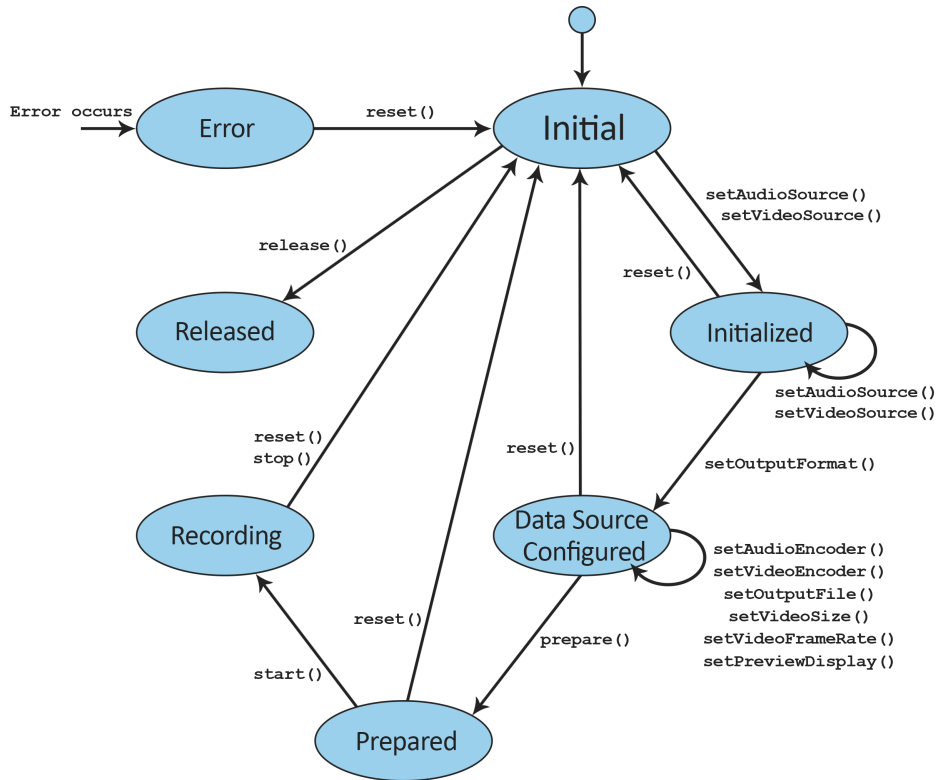 Error occurs
Error
reset()
Initial
setAudioSource()
setVideoSource()
release()
reset()
Released
Initialized
setAudioSource()
setVideoSource()
reset()
stop()
reset()
setOutputFormat()
Recording
Data Source
Configured
setAudioEncoder()
setVideoEncoder()
setOutputFile()
setVideoSize()
setVideoFrameRate()
setPreviewDisplay()
reset()
prepare()
start()
Prepared